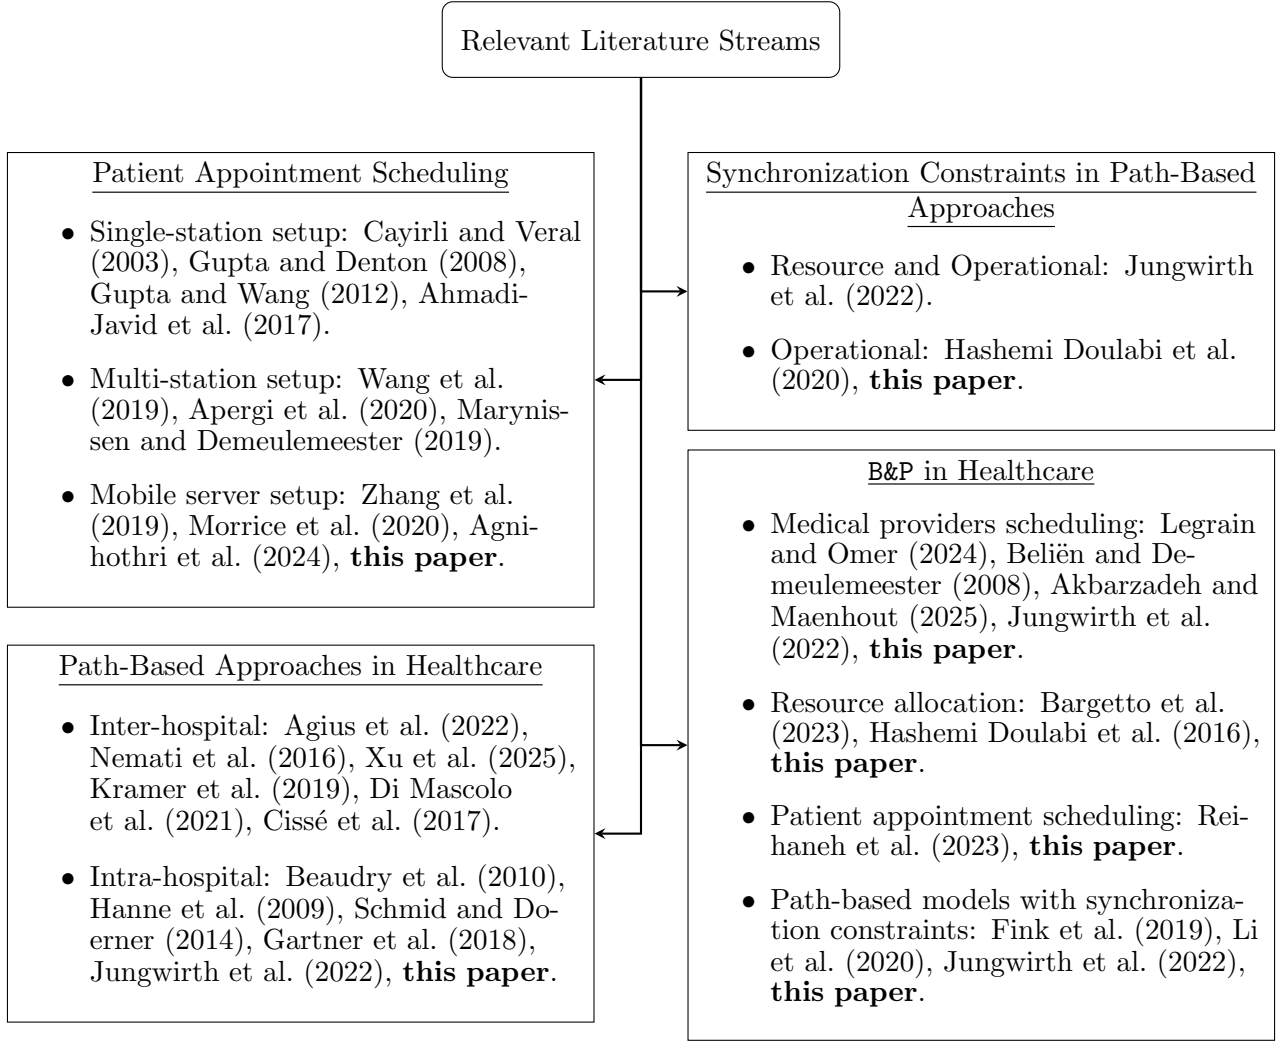 Relevant Literature Streams
Patient Appointment Scheduling
• Single-station setup: Cayirli and Veral
(2003), Gupta and Denton (2008),
Gupta and Wang (2012), Ahmadi-
Javid et al. (2017).
• Multi-station setup: Wang et al.
(2019), Apergi et al. (2020), Marynis-
sen and Demeulemeester (2019).
• Mobile server setup: Zhang et al.
(2019), Morrice et al. (2020), Agni-
hothri et al. (2024), this paper.
Path-Based Approaches in Healthcare
• Inter-hospital: Agius et al. (2022),
Nemati et al. (2016), Xu et al. (2025),
Kramer et al. (2019), Di Mascolo
et al. (2021), Cissé et al. (2017).
• Intra-hospital: Beaudry et al. (2010),
Hanne et al. (2009), Schmid and Do-
erner (2014), Gartner et al. (2018),
Jungwirth et al. (2022), this paper.
Synchronization Constraints in Path-Based
Approaches
• Resource and Operational: Jungwirth
et al. (2022).
• Operational: Hashemi Doulabi et al.
(2020), this paper.
B&P in Healthcare
• Medical providers scheduling: Legrain
and Omer (2024), Beliën and De-
meulemeester (2008), Akbarzadeh and
Maenhout (2025), Jungwirth et al.
(2022), this paper.
• Resource allocation: Bargetto et al.
(2023), Hashemi Doulabi et al. (2016),
this paper.
• Patient appointment scheduling: Rei-
haneh et al. (2023), this paper.
• Path-based models with synchroniza-
tion constraints: Fink et al. (2019), Li
et al. (2020), Jungwirth et al. (2022),
this paper.